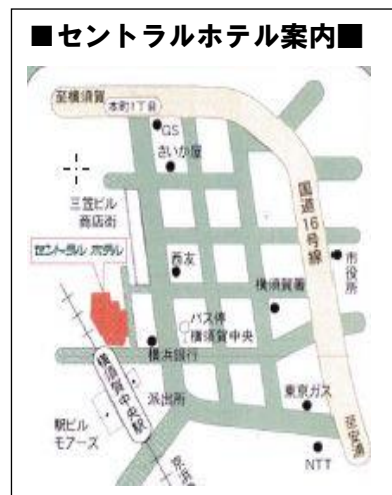 ■セントラルホテル案内■
至横須賀
本町1丁目
GS
さいか屋
三笠ビル
商店街
国道16号線
セントラル ホテル
西友
市役所
横須賀署
バス停
横須賀中央
横浜銀行
横須賀中央駅
派出所
東京ガス
駅ビル
モアーズ
至安浦
NTT